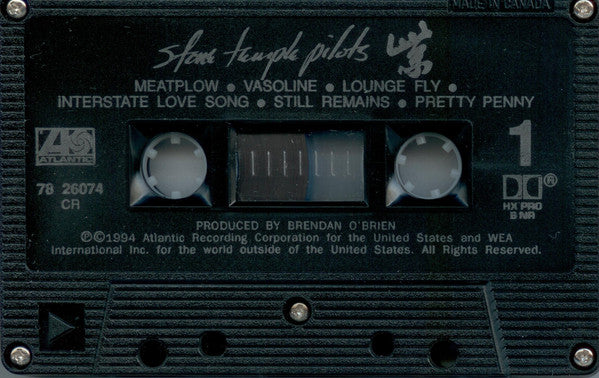 MADE IN CANADA
stone temple pilots 紫
MEATPLOW • VASOLINE • LOUNGE FLY •
INTERSTATE LOVE SONG • STILL REMAINS • PRETTY PENNY
ATLANTIC
1
78 26074
CR
HX PRO
B NR
PRODUCED BY BRENDAN O'BRIEN
℗©1994 Atlantic Recording Corporation for the United States and WEA
International Inc. for the world outside of the United States. All Rights Reserved.